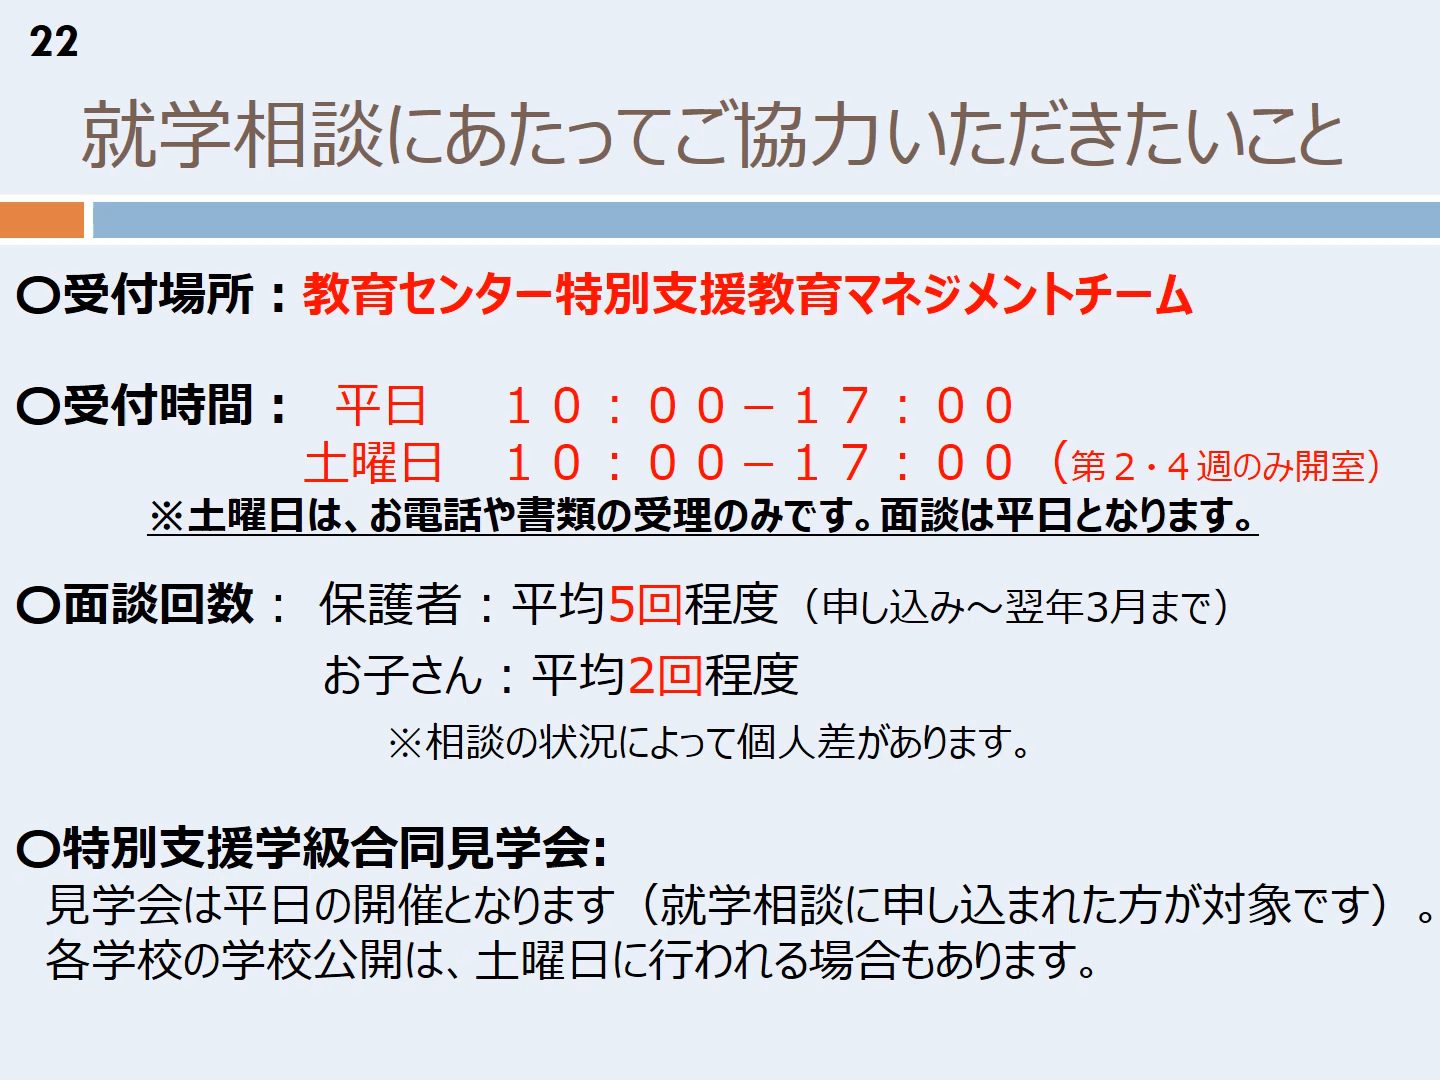 22
就学相談にあたってご協力いただきたいこと
〇受付場所：教育センター特別支援教育マネジメントチーム
〇受付時間：　平日　１０：００－１７：００
土曜日　１０：００－１７：００（第２・４週のみ開室）
※土曜日は、お電話や書類の受理のみです。面談は平日となります。
〇面談回数：　保護者：平均5回程度（申し込み～翌年3月まで）
お子さん：平均2回程度
※相談の状況によって個人差があります。
〇特別支援学級合同見学会:
見学会は平日の開催となります（就学相談に申し込まれた方が対象です）。
各学校の学校公開は、土曜日に行われる場合もあります。